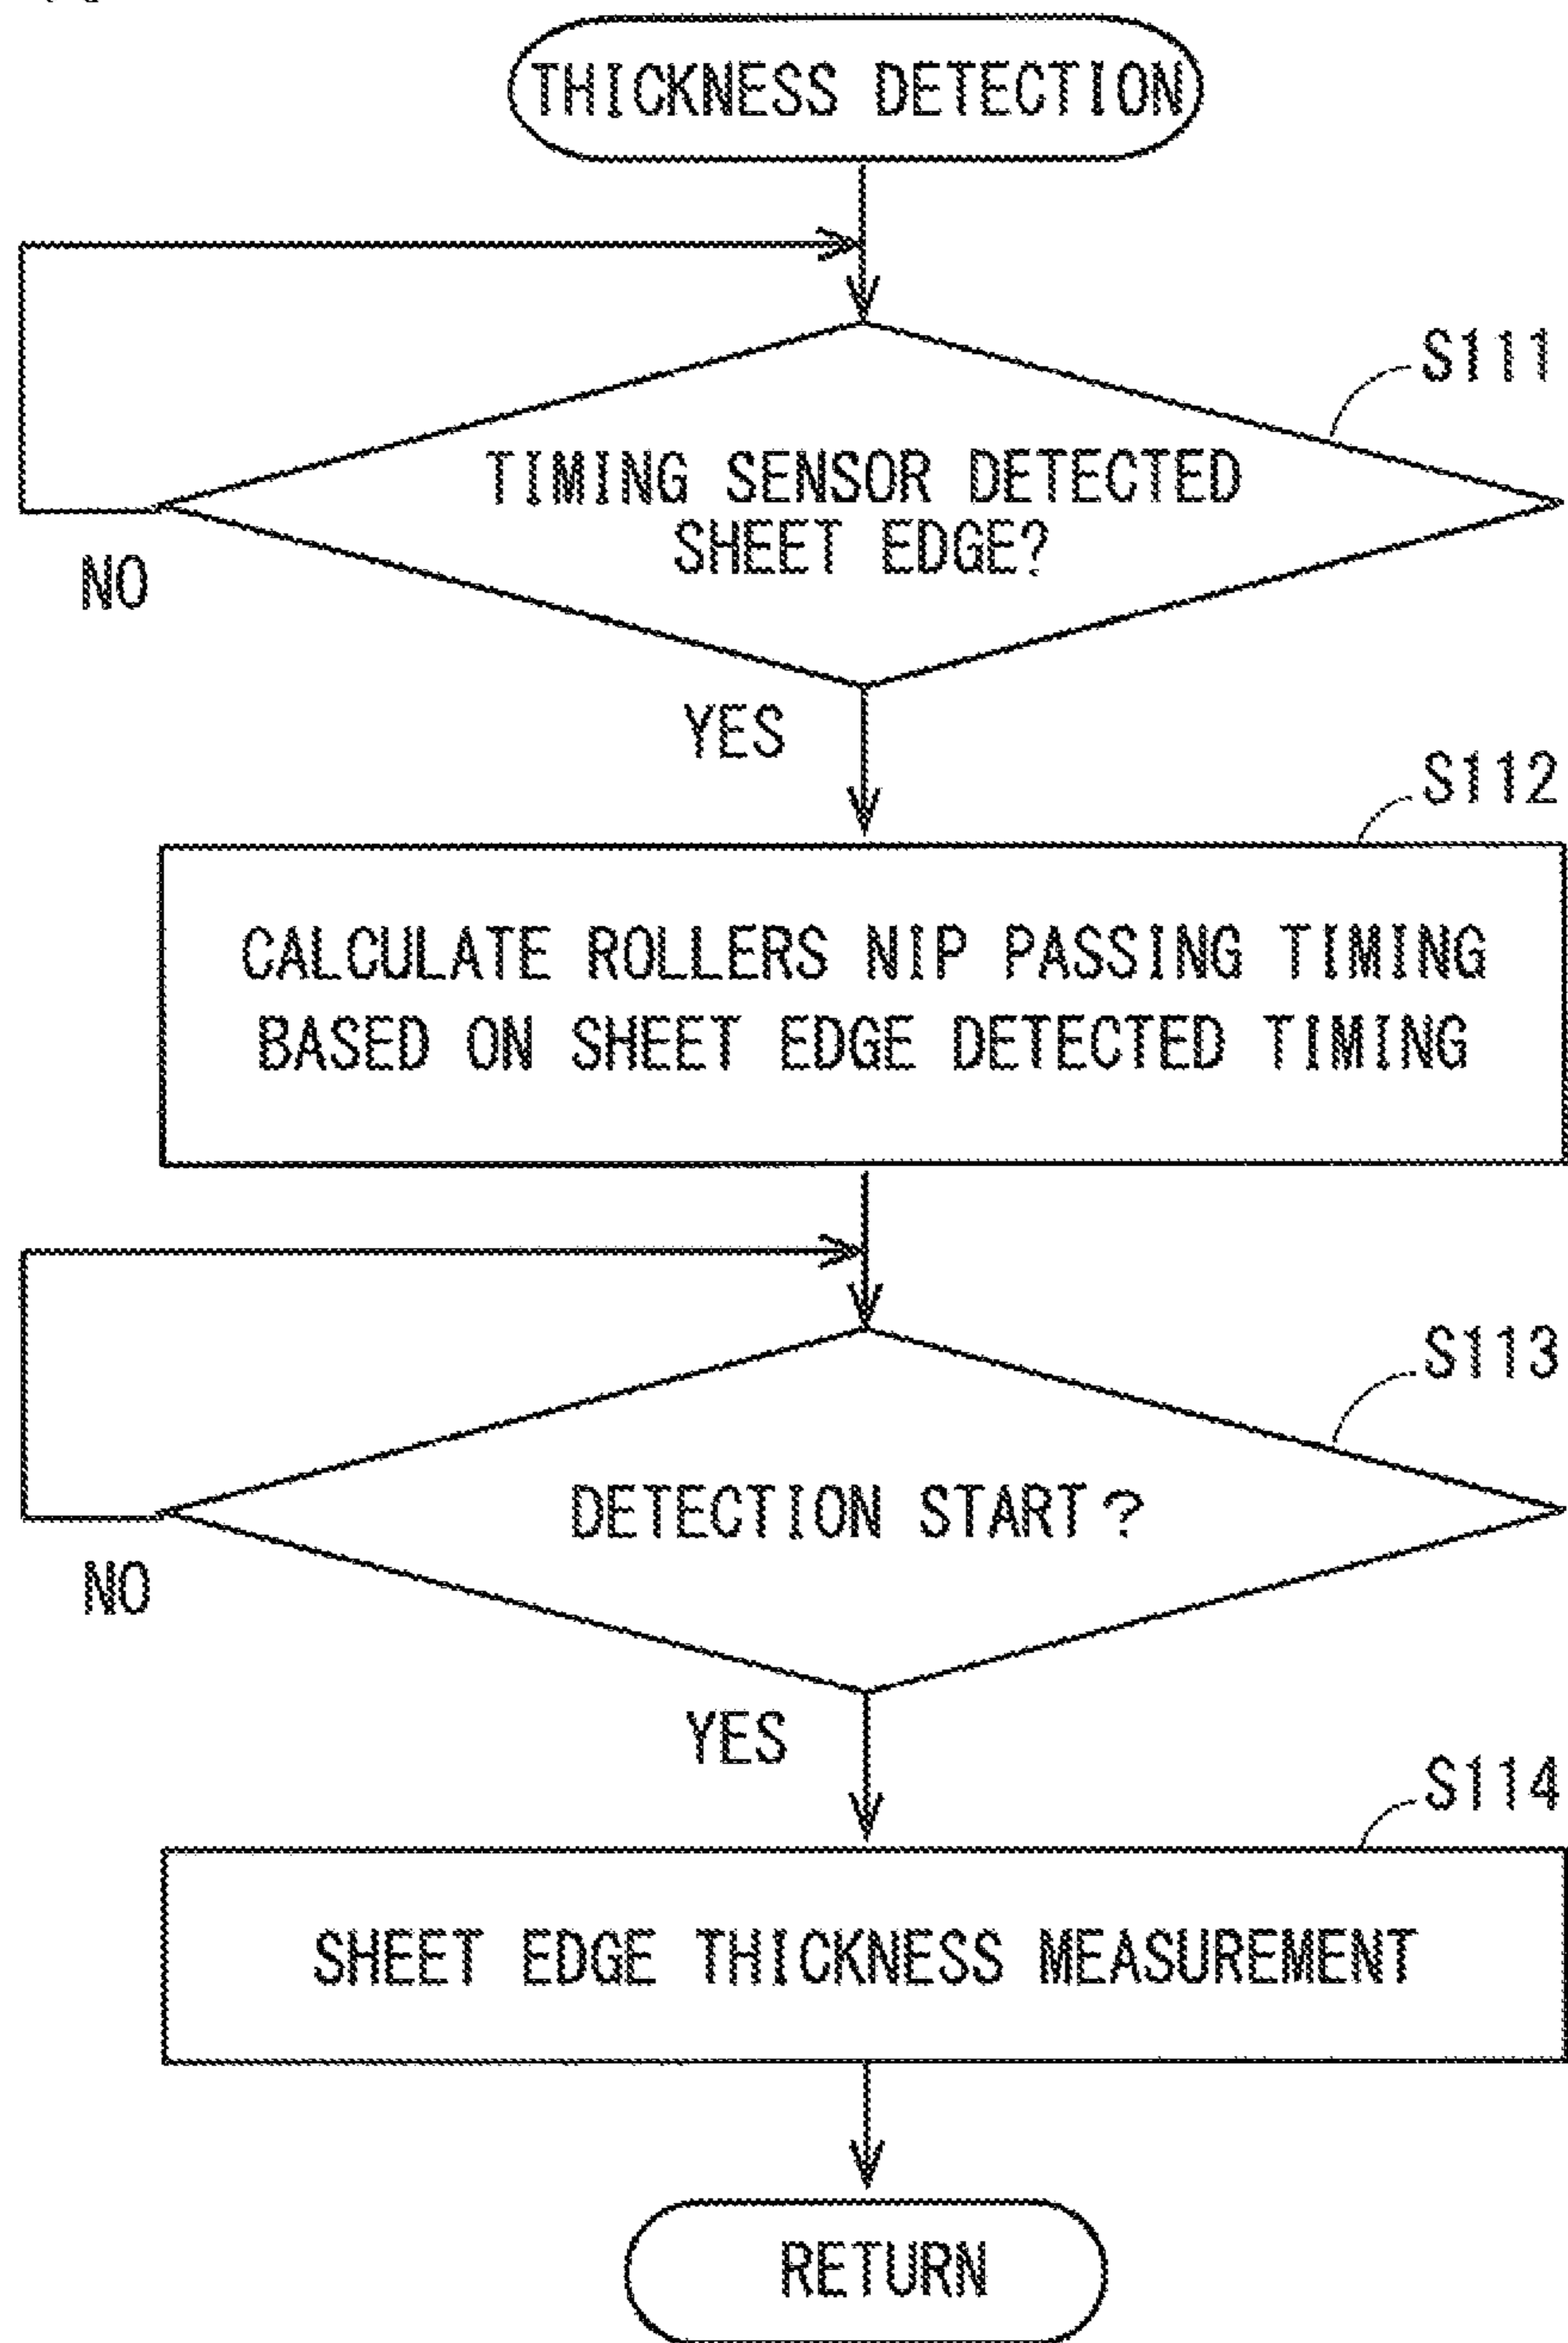 THICKNESS DETECTION
S111
TIMING SENSOR DETECTED
SHEET EDGE?
NO
YES
S112
CALCULATE ROLLERS NIP PASSING TIMING
BASED ON SHEET EDGE DETECTED TIMING
S113
DETECTION START?
NO
YES
S114
SHEET EDGE THICKNESS MEASUREMENT
RETURN